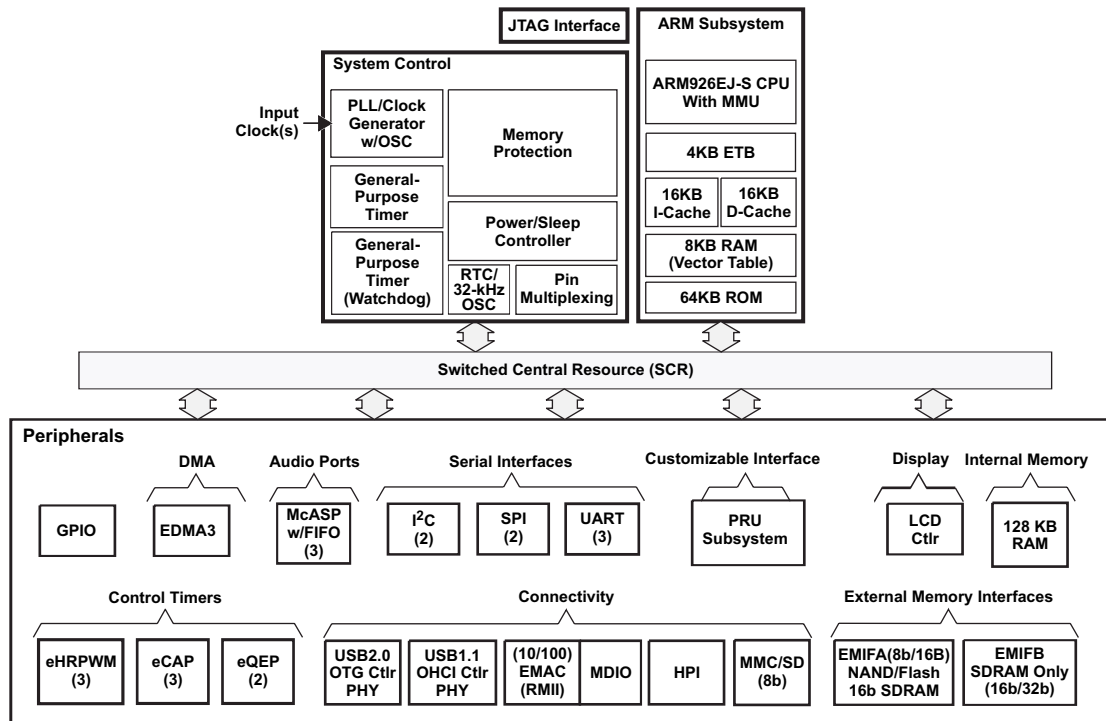 JTAG Interface
ARM Subsystem
System Control
Input
Clock(s)
PLL/Clock
Generator
w/OSC
General-
Purpose
Timer
General-
Purpose
Timer
(Watchdog)
Memory
Protection
Power/Sleep
Controller
RTC/
32-kHz
OSC
Pin
Multiplexing
ARM926EJ-S CPU
With MMU
4KB ETB
16KB
I-Cache
16KB
D-Cache
8KB RAM
(Vector Table)
64KB ROM
Switched Central Resource (SCR)
Peripherals
GPIO
DMA
EDMA3
Audio Ports
McASP
w/FIFO
(3)
Serial Interfaces
I²C
(2)
SPI
(2)
UART
(3)
Customizable Interface
PRU
Subsystem
Display
LCD
Ctlr
Internal Memory
128 KB
RAM
Control Timers
eHRPWM
(3)
eCAP
(3)
eQEP
(2)
Connectivity
USB2.0
OTG Ctlr
PHY
USB1.1
OHCI Ctlr
PHY
(10/100)
EMAC
(RMII)
MDIO
HPI
MMC/SD
(8b)
External Memory Interfaces
EMIFA(8b/16B)
NAND/Flash
16b SDRAM
EMIFB
SDRAM Only
(16b/32b)